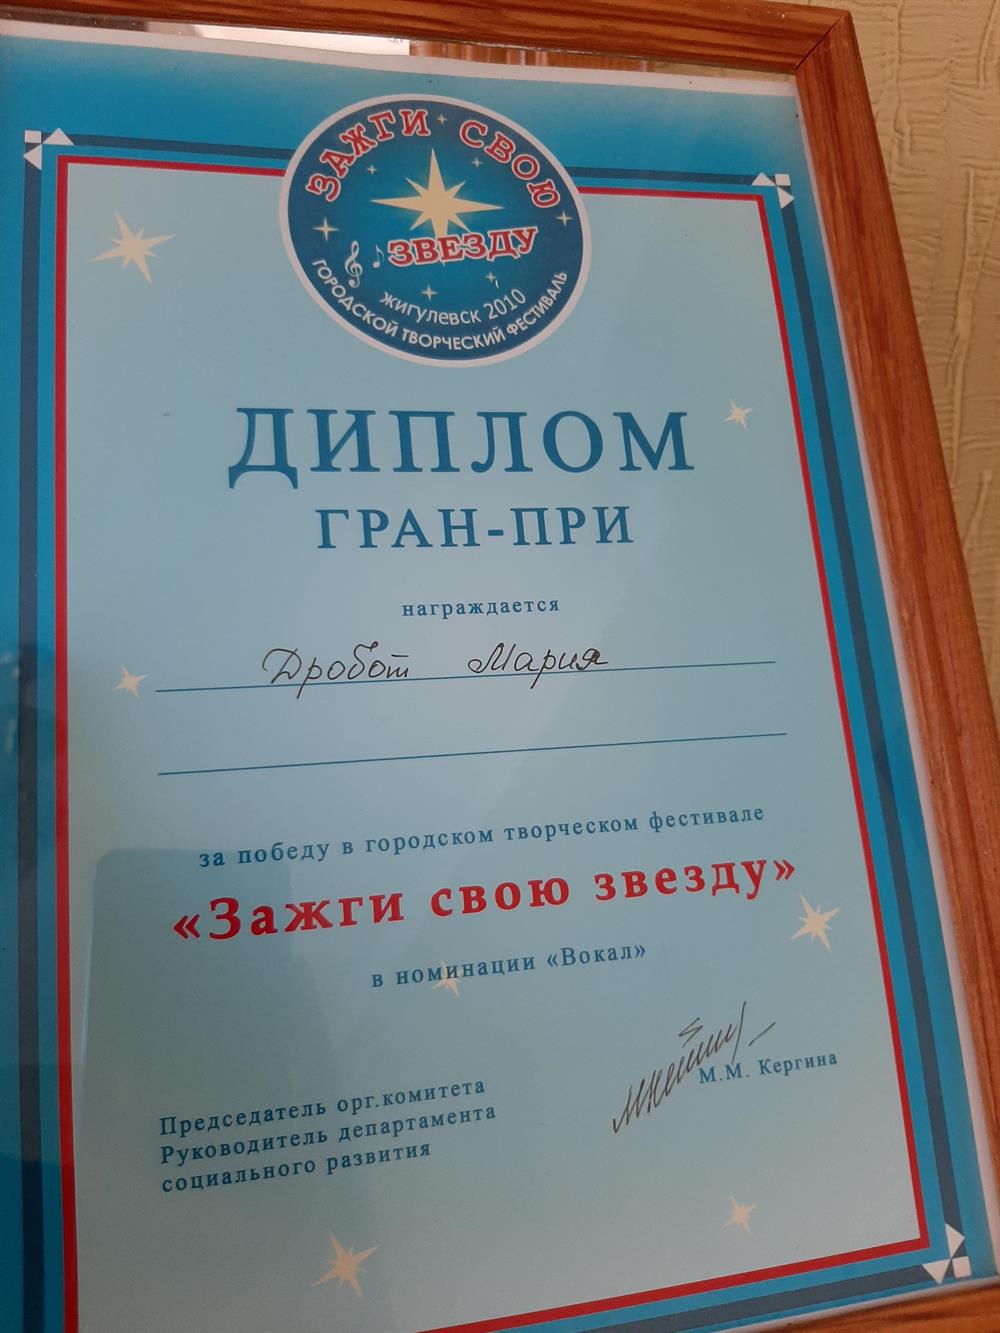 ЗАЖГИ СВОЮ
ЗВЕЗДУ
ЖИГУЛЕВСК 2010
ГОРОДСКОЙ ТВОРЧЕСКИЙ ФЕСТИВАЛЬ
ДИПЛОМ
ГРАН-ПРИ
награждается
Дробот Мария
за победу в городском творческом фестивале
«Зажги свою звезду»
в номинации «Вокал»
Председатель орг.комитета
Руководитель департамента
социального развития
М.М. Кергина